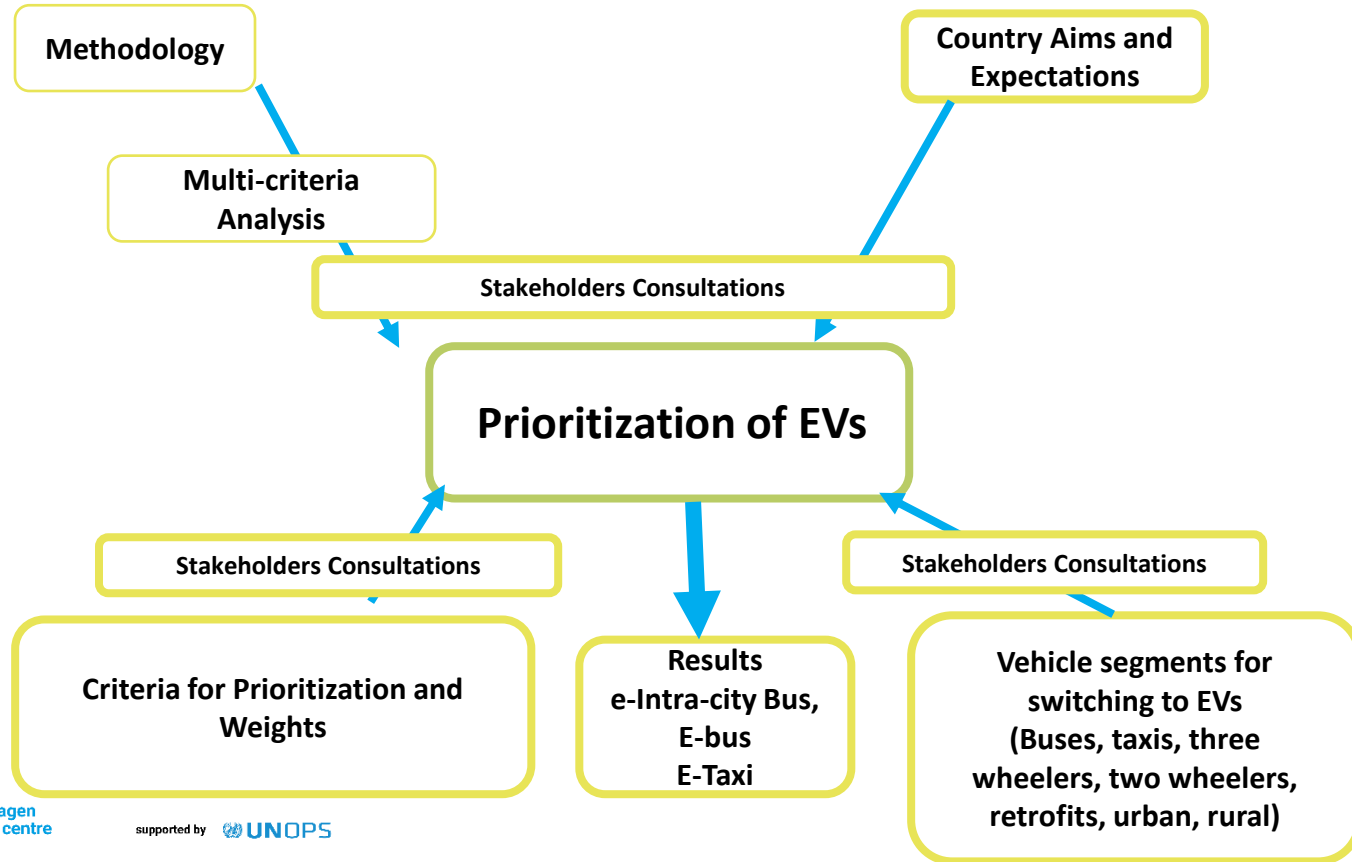 Methodology
Country Aims and
Expectations
Multi-criteria
Analysis
Stakeholders Consultations
Prioritization of EVs
Stakeholders Consultations
Stakeholders Consultations
Criteria for Prioritization and
Weights
Results
e-Intra-city Bus,
E-bus
E-Taxi
Vehicle segments for
switching to EVs
(Buses, taxis, three
wheelers, two wheelers,
retrofits, urban, rural)
agen
centre
supported by UNOPS